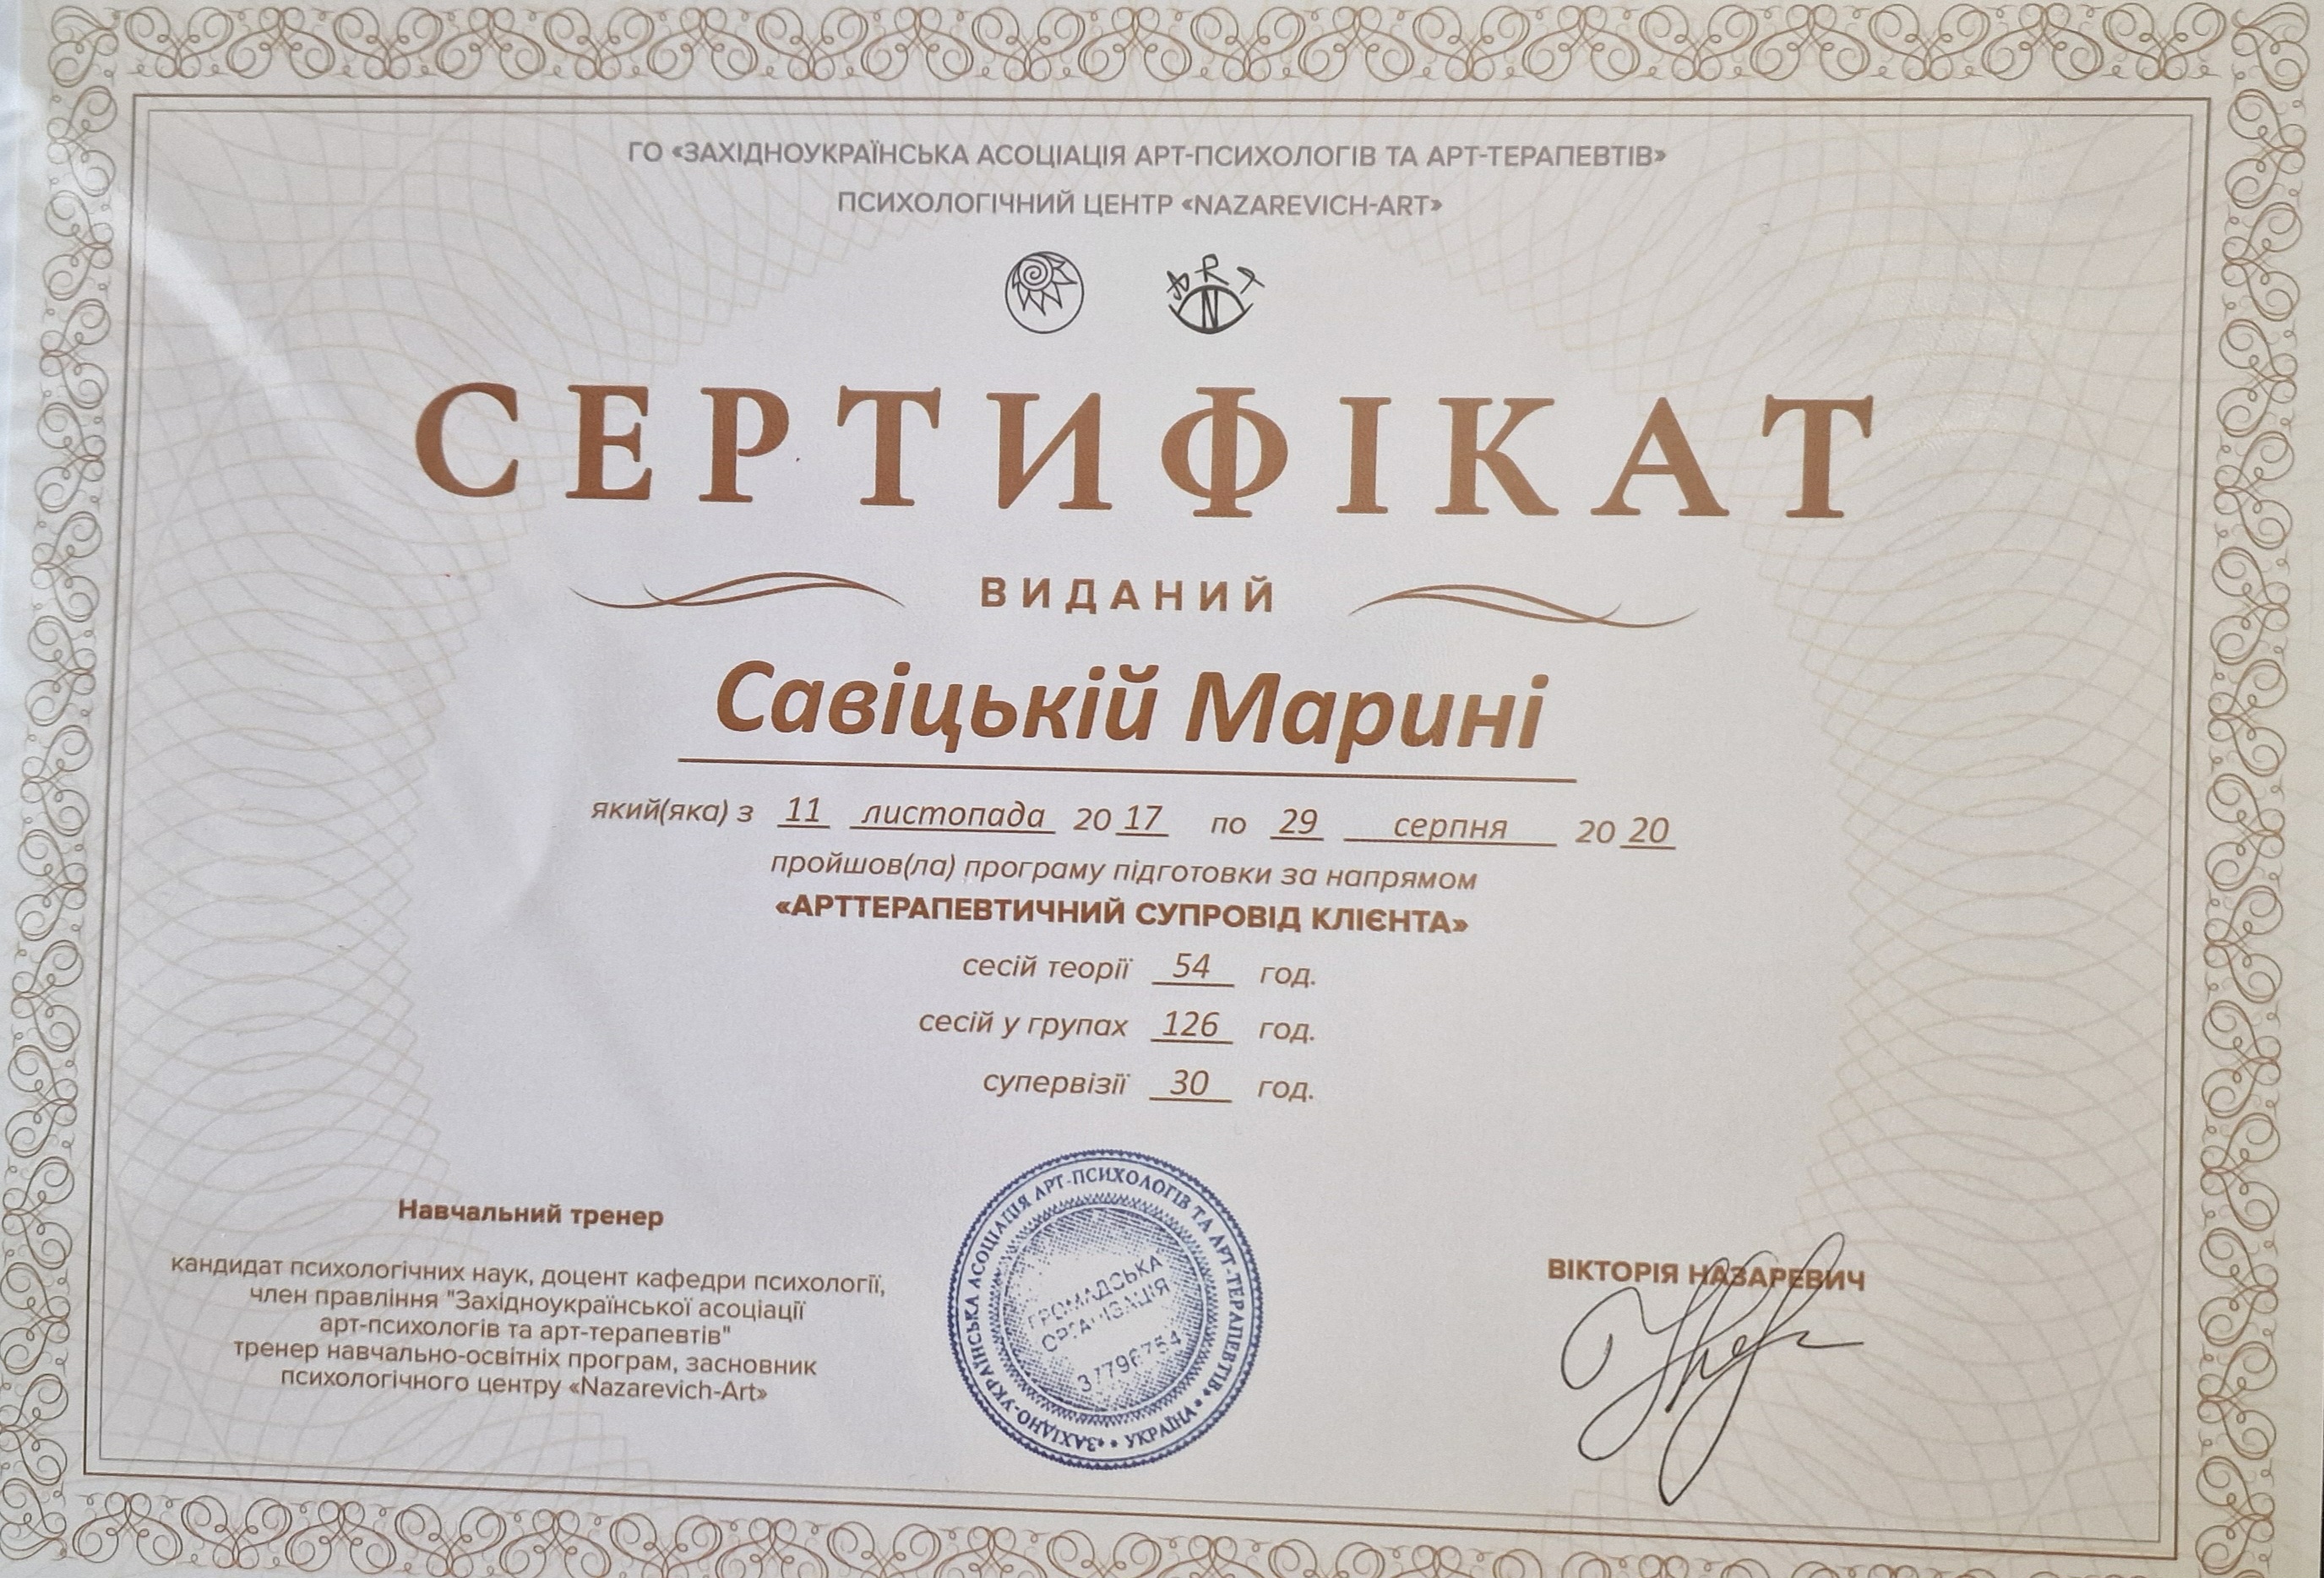 ГО «ЗАХІДНОУКРАЇНСЬКА АСОЦІАЦІЯ АРТ-ПСИХОЛОГІВ ТА АРТ-ТЕРАПЕВТІВ»
ПСИХОЛОГІЧНИЙ ЦЕНТР «NAZAREVICH-ART»
ART
N
СЕРТИФІКАТ
ВИДАНИЙ
Савіцькій Марині
який(яка) з 11 листопада 2017 по 29 серпня 2020
пройшов(ла) програму підготовки за напрямом
«АРТТЕРАПЕВТИЧНИЙ СУПРОВІД КЛІЄНТА»
сесій теорії 54 год.
сесій у групах 126 год.
супервізії 30 год.
Навчальний тренер
кандидат психологічних наук, доцент кафедри психології,
член правління "Західноукраїнської асоціації
арт-психологів та арт-терапевтів"
тренер навчально-освітніх програм, засновник
психологічного центру «Nazarevich-Art»
«ЗАХІДНО-УКРАЇНСЬКА АСОЦІАЦІЯ АРТ-ПСИХОЛОГІВ ТА АРТ-ТЕРАПЕВТІВ» • УКРАЇНА •
ГРОМАДСЬКА
ОРГАНІЗАЦІЯ
37796754
ВІКТОРІЯ НАЗАРЕВИЧ